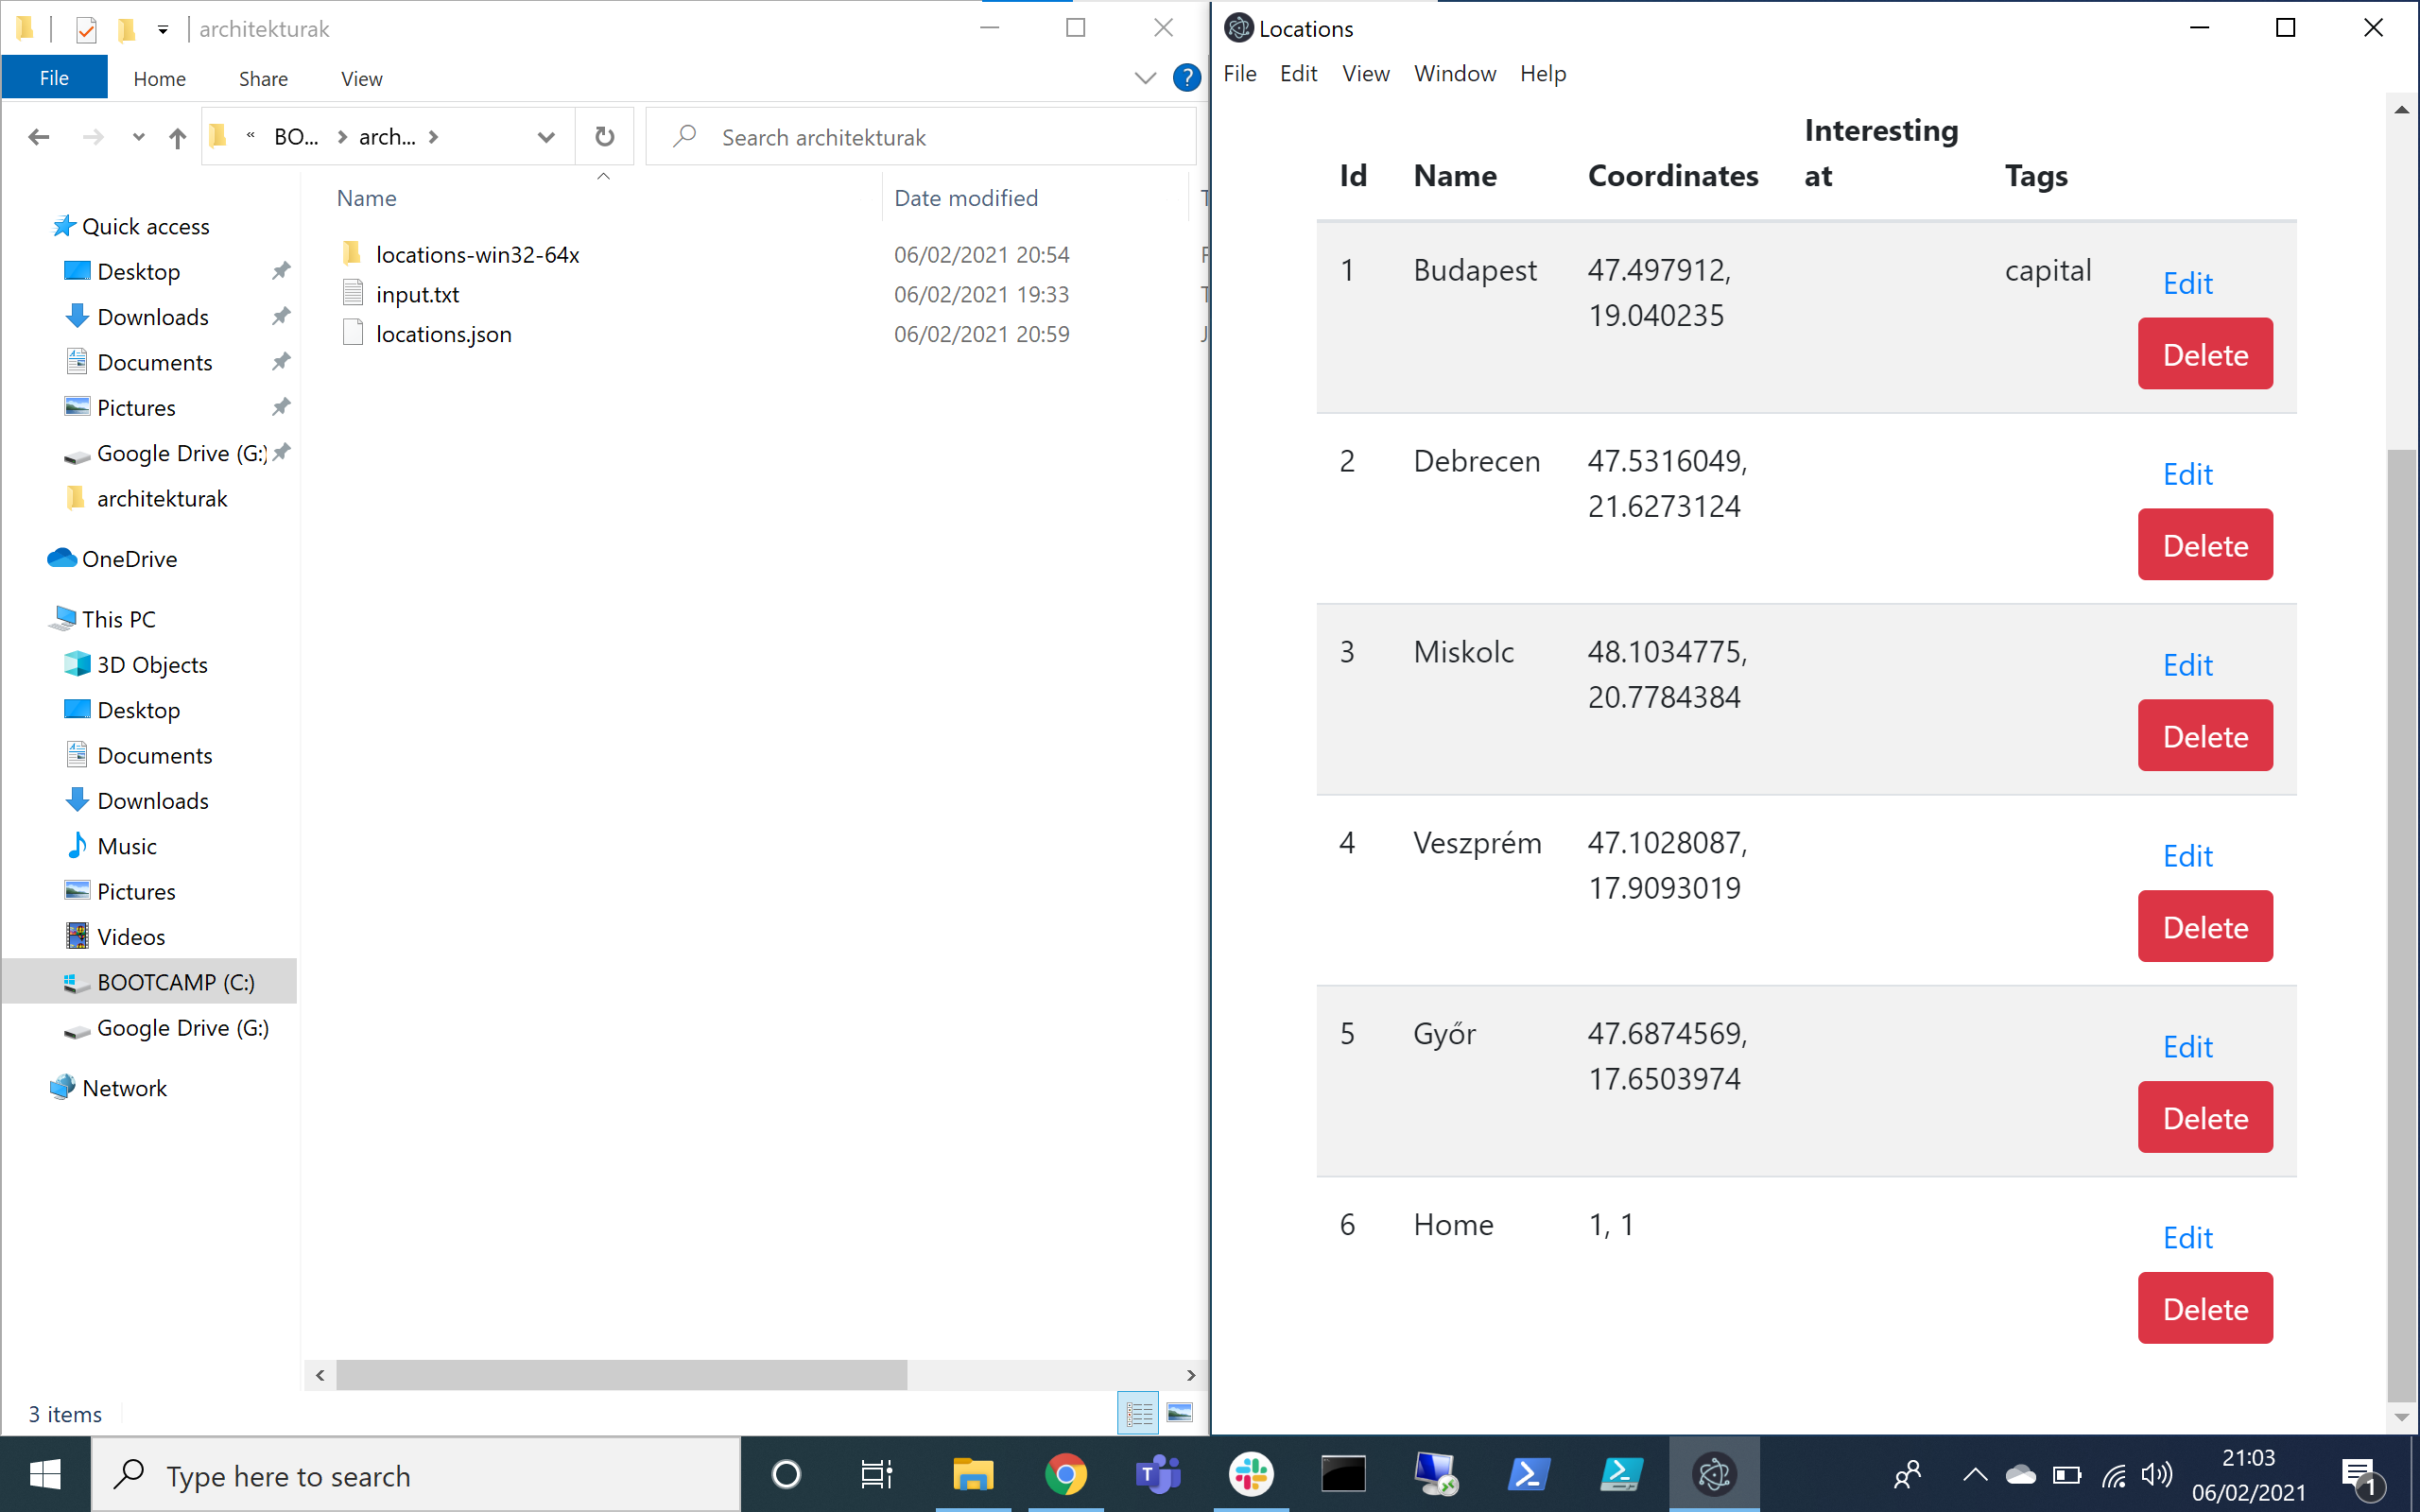 architekturak
File Home Share View
« BO... arch... Search architekturak
Name Date modified
Quick access
Desktop
Downloads
Documents
Pictures
Google Drive (G:)
architekturak
OneDrive
This PC
3D Objects
Desktop
Documents
Downloads
Music
Pictures
Videos
BOOTCAMP (C:)
Google Drive (G:)
Network
locations-win32-64x 06/02/2021 20:54
input.txt 06/02/2021 19:33
locations.json 06/02/2021 20:59
3 items
Locations
File Edit View Window Help
Interesting
Id Name Coordinates at Tags
1 Budapest 47.497912, capital Edit
19.040235
Delete
2 Debrecen 47.5316049, Edit
21.6273124
Delete
3 Miskolc 48.1034775, Edit
20.7784384
Delete
4 Veszprém 47.1028087, Edit
17.9093019
Delete
5 Győr 47.6874569, Edit
17.6503974
Delete
6 Home 1, 1 Edit
Delete
Type here to search
21:03
06/02/2021
1